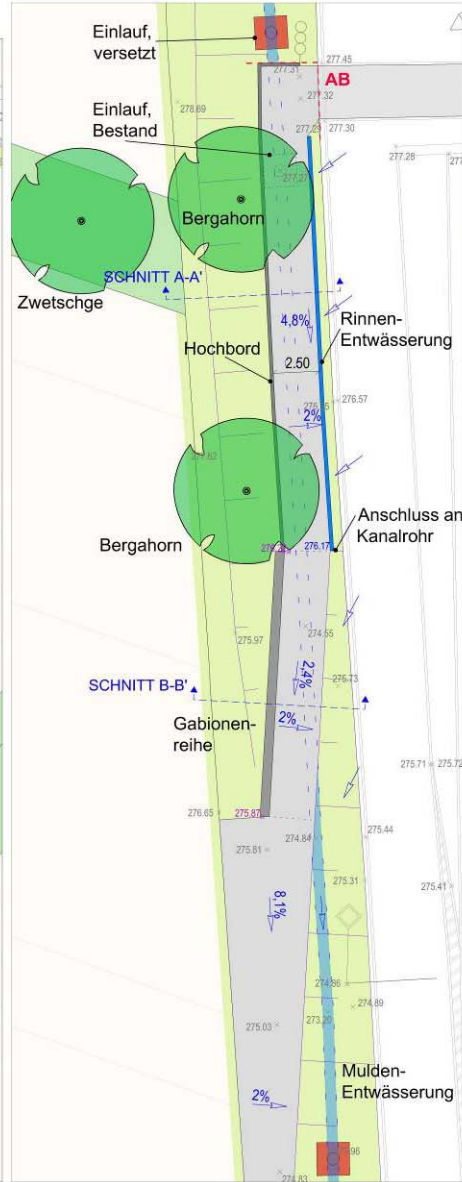 Einlauf,
versetzt
277.45
277.31
AB
277.32
278.69
Einlauf,
Bestand
277.29
277.30
277.28
277.27
Bergahorn
SCHNITT A-A'
Zwetschge
4,8%
Rinnen-
Entwässerung
Hochbord
2.50
276.57
2%
Bergahorn
Anschluss an
Kanalrohr
276.17
274.55
275.97
2,4%
275.73
SCHNITT B-B'
2%
Gabionen-
reihe
275.71
275.72
276.65
275.87
274.84
275.44
275.81
275.31
275.41
8,1%
274.86
274.89
273.20
275.03
Mulden-
Entwässerung
2%
274.83